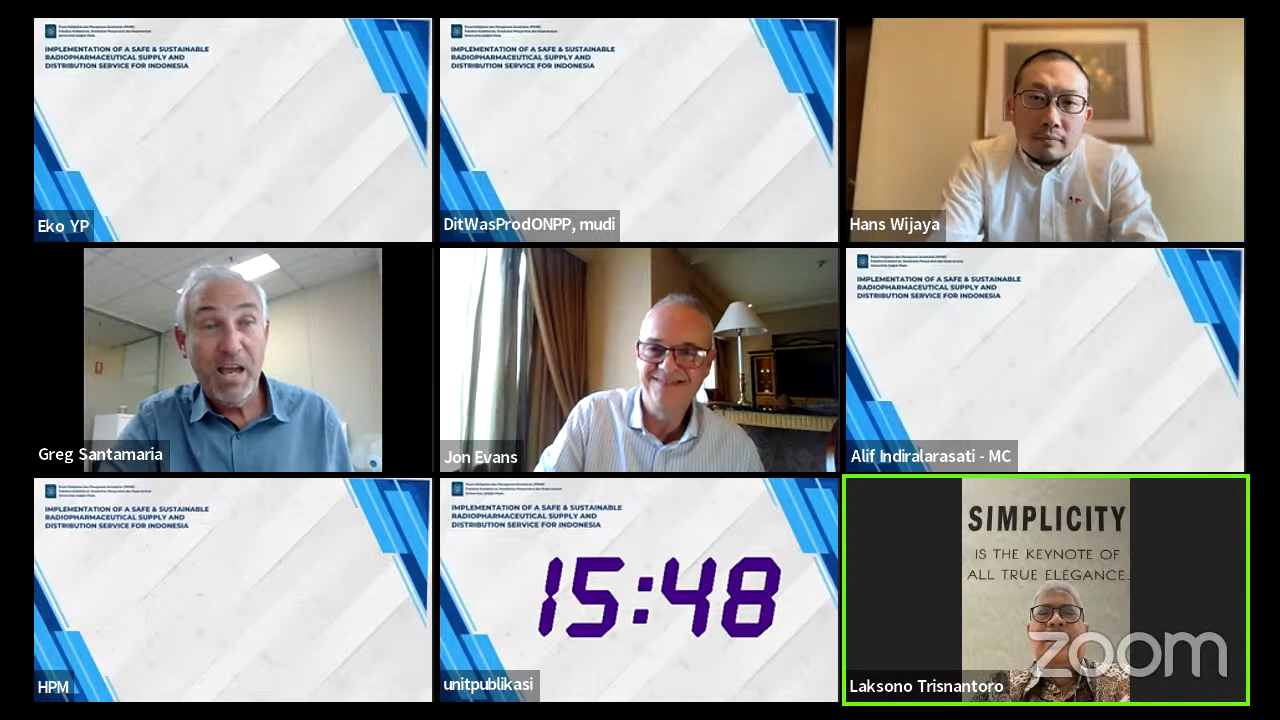 IMPLEMENTATION OF A SAFE & SUSTAINABLE
RADIOPHARMACEUTICAL SUPPLY AND
DISTRIBUTION SERVICE FOR INDONESIA
Eko YP
IMPLEMENTATION OF A SAFE & SUSTAINABLE
RADIOPHARMACEUTICAL SUPPLY AND
DISTRIBUTION SERVICE FOR INDONESIA
DitWasProdONPP, mudi
Hans Wijaya
Greg Santamaria
Jon Evans
IMPLEMENTATION OF A SAFE & SUSTAINABLE
RADIOPHARMACEUTICAL SUPPLY AND
DISTRIBUTION SERVICE FOR INDONESIA
Alif Indiralarasati - MC
IMPLEMENTATION OF A SAFE & SUSTAINABLE
RADIOPHARMACEUTICAL SUPPLY AND
DISTRIBUTION SERVICE FOR INDONESIA
HPM
IMPLEMENTATION OF A SAFE & SUSTAINABLE
RADIOPHARMACEUTICAL SUPPLY AND
DISTRIBUTION SERVICE FOR INDONESIA
15:48
unitpublikasi
SIMPLICITY
IS THE KEYNOTE OF
ALL TRUE ELEGANCE.
zoom
Laksono Trisnantoro